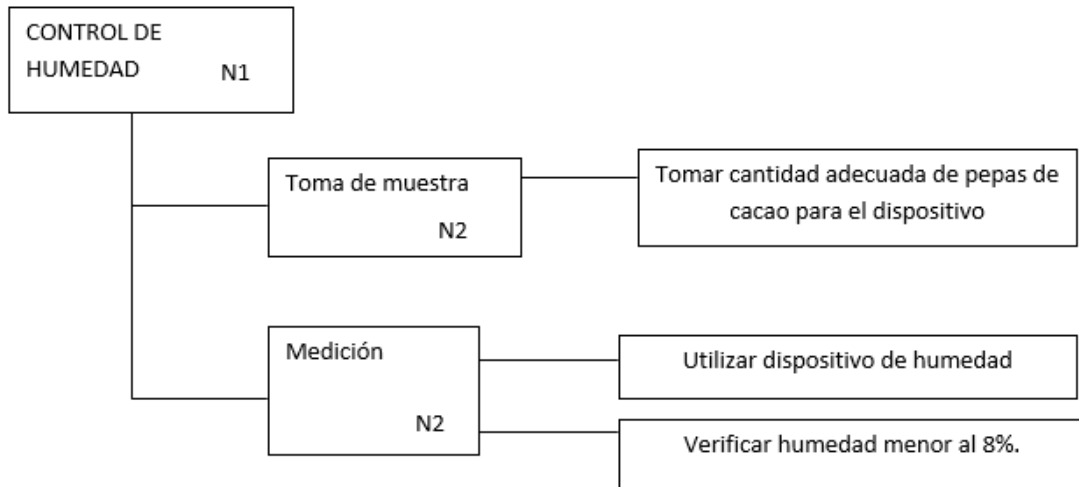 CONTROL DE
HUMEDAD N1
Toma de muestra
N2
Tomar cantidad adecuada de pepas de
cacao para el dispositivo
Medición
N2
Utilizar dispositivo de humedad
Verificar humedad menor al 8%.